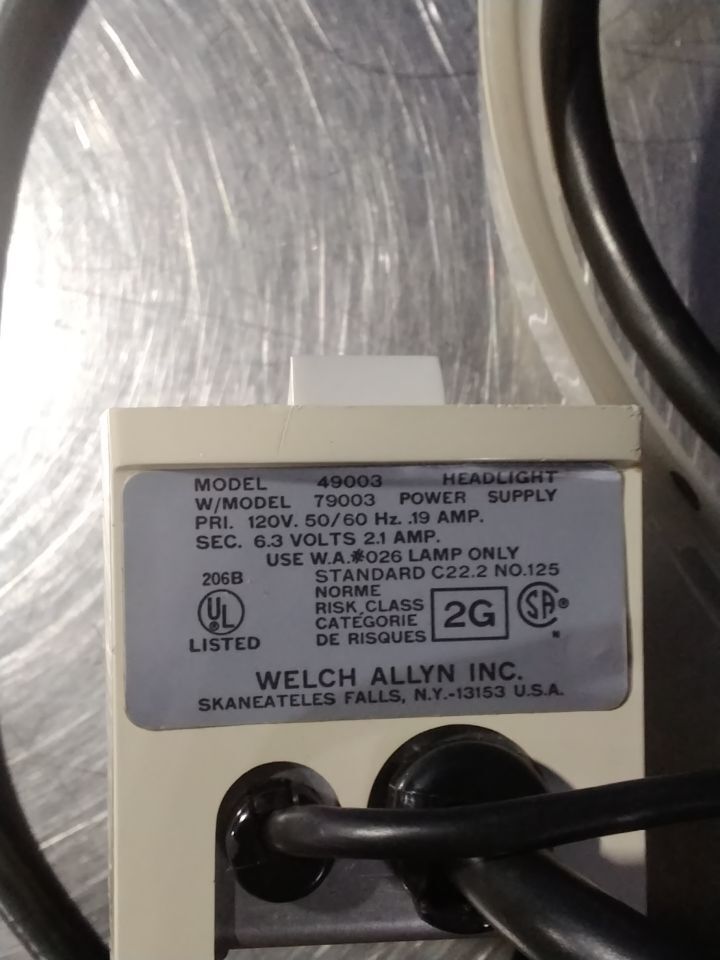 MODEL 49003 HEADLIGHT
W/MODEL 79003 POWER SUPPLY
PRI. 120V. 50/60 Hz. .19 AMP.
SEC. 6.3 VOLTS 2.1 AMP.
USE W.A.#026 LAMP ONLY
206B
UL
®
LISTED
STANDARD C22.2 NO.125
NORME
RISK CLASS
CATÉGORIE
DE RISQUES
2G
SA®
N
WELCH ALLYN INC.
SKANEATELES FALLS, N.Y.-13153 U.S.A.